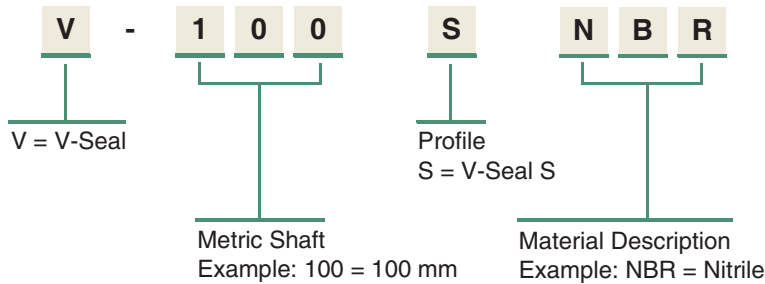 V - 1 0 0 S N B R
V = V-Seal
Profile
S = V-Seal S
Metric Shaft
Example: 100 = 100 mm
Material Description
Example: NBR = Nitrile